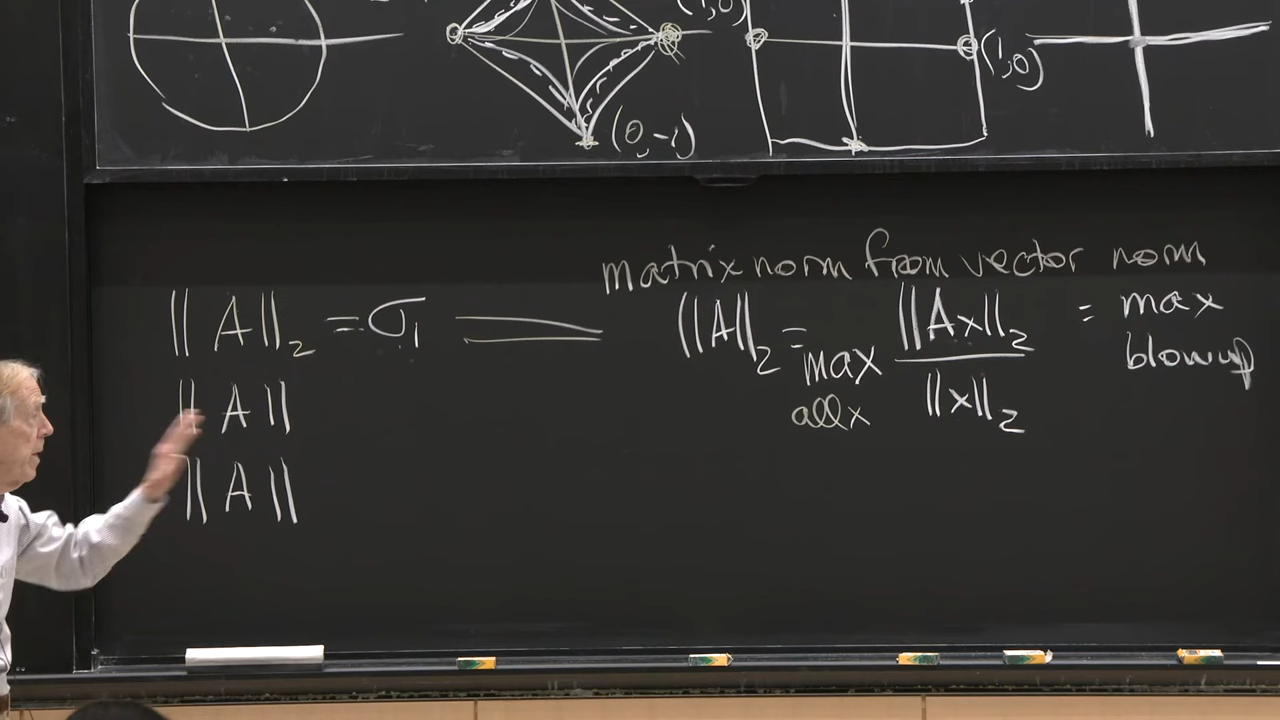 (1,0)
(1,0)
(0,-1)
matrix norm from vector norm
||A||₂ = σ₁
||A||₂ = max all x ||Ax||₂ / ||x||₂ = max blowup
||A||
||A||